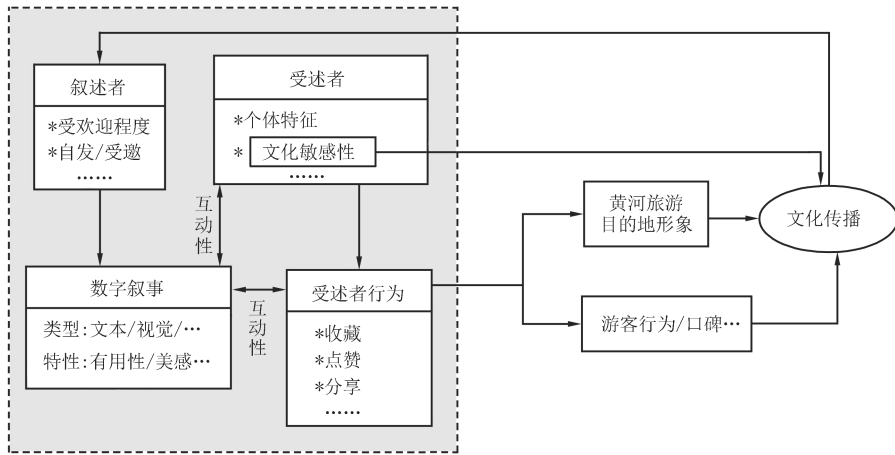 叙述者
*受欢迎程度
*自发/受邀
……
受述者
*个体特征
* 文化敏感性
……
互动性
数字叙事
类型:文本/视觉/…
特性:有用性/美感…
互动性
受述者行为
*收藏
*点赞
*分享
……
黄河旅游
目的地形象
游客行为/口碑…
文化传播